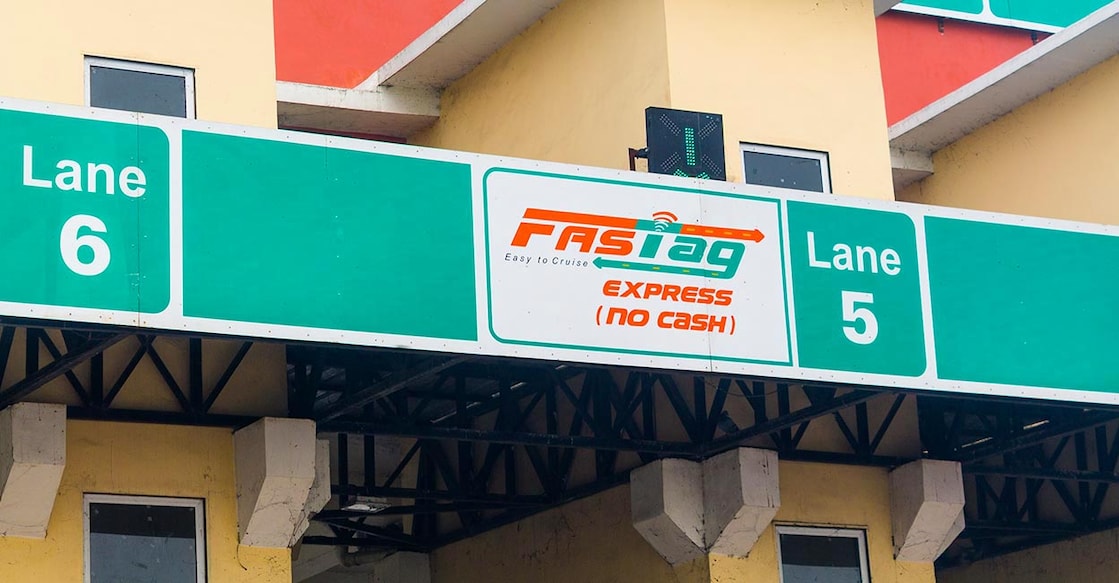 Lane
6
FASTag
Easy to Cruise
EXPRESS
(NO CASH)
Lane
5